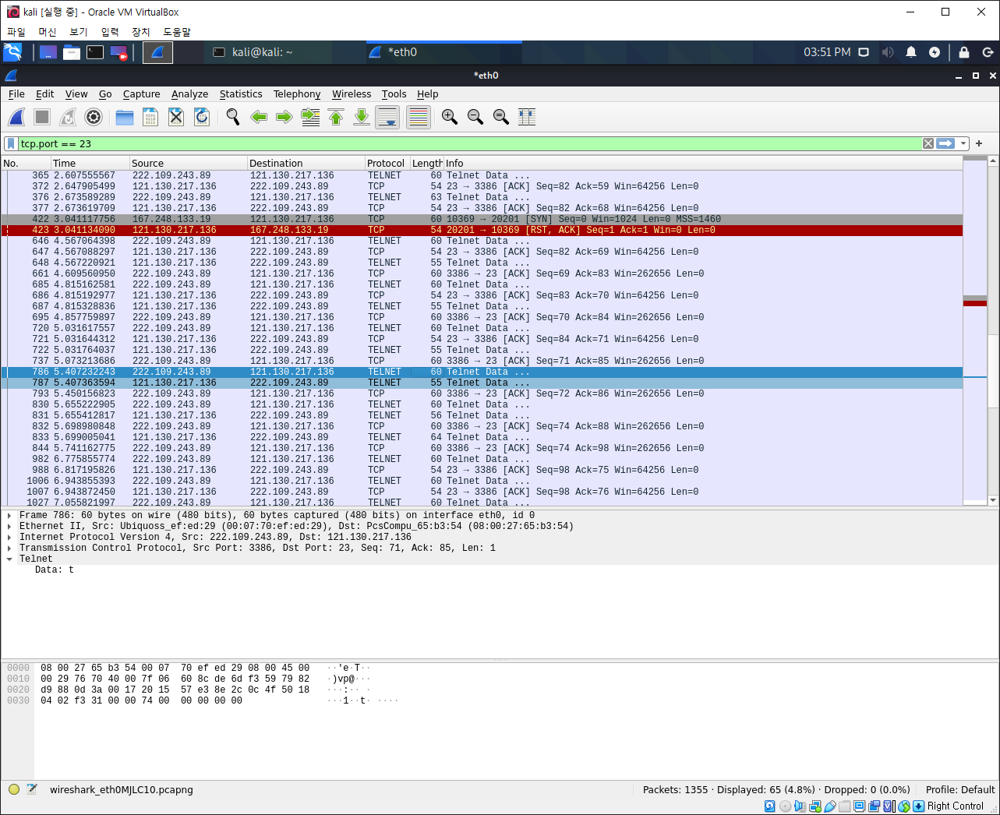 kali [실행 중] - Oracle VM VirtualBox
파일 머신 보기 입력 장치 도움말
kali@kali: ~ *eth0 03:51 PM
*eth0
File Edit View Go Capture Analyze Statistics Telephony Wireless Tools Help
tcp.port == 23
No. Time Source Destination Protocol Length Info
365 2.607555567 222.109.243.89 121.130.217.136 TELNET 60 Telnet Data ...
372 2.647905499 121.130.217.136 222.109.243.89 TCP 54 23 → 3386 [ACK] Seq=82 Ack=59 Win=64256 Len=0
376 2.673589289 222.109.243.89 121.130.217.136 TELNET 63 Telnet Data ...
377 2.673619709 121.130.217.136 222.109.243.89 TCP 54 23 → 3386 [ACK] Seq=82 Ack=68 Win=64256 Len=0
422 3.041117756 167.248.133.19 121.130.217.136 TCP 60 10369 → 20201 [SYN] Seq=0 Win=1024 Len=0 MSS=1460
423 3.041134090 121.130.217.136 167.248.133.19 TCP 54 20201 → 10369 [RST, ACK] Seq=1 Ack=1 Win=0 Len=0
646 4.567064398 222.109.243.89 121.130.217.136 TELNET 60 Telnet Data ...
647 4.567088297 121.130.217.136 222.109.243.89 TCP 54 23 → 3386 [ACK] Seq=82 Ack=69 Win=64256 Len=0
648 4.567220921 121.130.217.136 222.109.243.89 TELNET 55 Telnet Data ...
661 4.609560950 222.109.243.89 121.130.217.136 TCP 60 3386 → 23 [ACK] Seq=69 Ack=83 Win=262656 Len=0
685 4.815162581 222.109.243.89 121.130.217.136 TELNET 60 Telnet Data ...
686 4.815192977 121.130.217.136 222.109.243.89 TCP 54 23 → 3386 [ACK] Seq=83 Ack=70 Win=64256 Len=0
687 4.815328836 121.130.217.136 222.109.243.89 TELNET 55 Telnet Data ...
695 4.857759897 222.109.243.89 121.130.217.136 TCP 60 3386 → 23 [ACK] Seq=70 Ack=84 Win=262656 Len=0
720 5.031617557 222.109.243.89 121.130.217.136 TELNET 60 Telnet Data ...
721 5.031644312 121.130.217.136 222.109.243.89 TCP 54 23 → 3386 [ACK] Seq=84 Ack=71 Win=64256 Len=0
722 5.031764037 121.130.217.136 222.109.243.89 TELNET 55 Telnet Data ...
737 5.073213686 222.109.243.89 121.130.217.136 TCP 60 3386 → 23 [ACK] Seq=71 Ack=85 Win=262656 Len=0
786 5.407232243 222.109.243.89 121.130.217.136 TELNET 60 Telnet Data ...
787 5.407363594 121.130.217.136 222.109.243.89 TELNET 55 Telnet Data ...
793 5.450156823 222.109.243.89 121.130.217.136 TCP 60 3386 → 23 [ACK] Seq=72 Ack=86 Win=262656 Len=0
830 5.655222905 222.109.243.89 121.130.217.136 TELNET 60 Telnet Data ...
831 5.655412817 121.130.217.136 222.109.243.89 TELNET 56 Telnet Data ...
832 5.698980848 222.109.243.89 121.130.217.136 TCP 60 3386 → 23 [ACK] Seq=74 Ack=88 Win=262656 Len=0
833 5.699005041 121.130.217.136 222.109.243.89 TELNET 64 Telnet Data ...
844 5.741162775 222.109.243.89 121.130.217.136 TCP 60 3386 → 23 [ACK] Seq=74 Ack=98 Win=262656 Len=0
982 6.775855774 222.109.243.89 121.130.217.136 TELNET 60 Telnet Data ...
988 6.817195826 121.130.217.136 222.109.243.89 TCP 54 23 → 3386 [ACK] Seq=98 Ack=75 Win=64256 Len=0
1006 6.943855393 222.109.243.89 121.130.217.136 TELNET 60 Telnet Data ...
1007 6.943872450 121.130.217.136 222.109.243.89 TCP 54 23 → 3386 [ACK] Seq=98 Ack=76 Win=64256 Len=0
1027 7.055821997 222.109.243.89 121.130.217.136 TELNET 60 Telnet Data ...
Frame 786: 60 bytes on wire (480 bits), 60 bytes captured (480 bits) on interface eth0, id 0
Ethernet II, Src: Ubiquoss_ef:ed:29 (00:07:70:ef:ed:29), Dst: PcsCompu_65:b3:54 (08:00:27:65:b3:54)
Internet Protocol Version 4, Src: 222.109.243.89, Dst: 121.130.217.136
Transmission Control Protocol, Src Port: 3386, Dst Port: 23, Seq: 71, Ack: 85, Len: 1
Telnet
Data: t
0000 08 00 27 65 b3 54 00 07 70 ef ed 29 08 00 45 00 ··'e·T··
0010 00 29 76 70 40 00 7f 06 60 8c de 6d f3 59 79 82 ·)vp@···
0020 d9 88 0d 3a 00 17 20 15 57 e3 8e 2c 0c 4f 50 18 ···:·· ·
0030 04 02 f3 31 00 00 74 00 00 00 00 00 ···1··t· ····
wireshark_eth0MJLC10.pcapng Packets: 1355 · Displayed: 65 (4.8%) · Dropped: 0 (0.0%) Profile: Default
Right Control